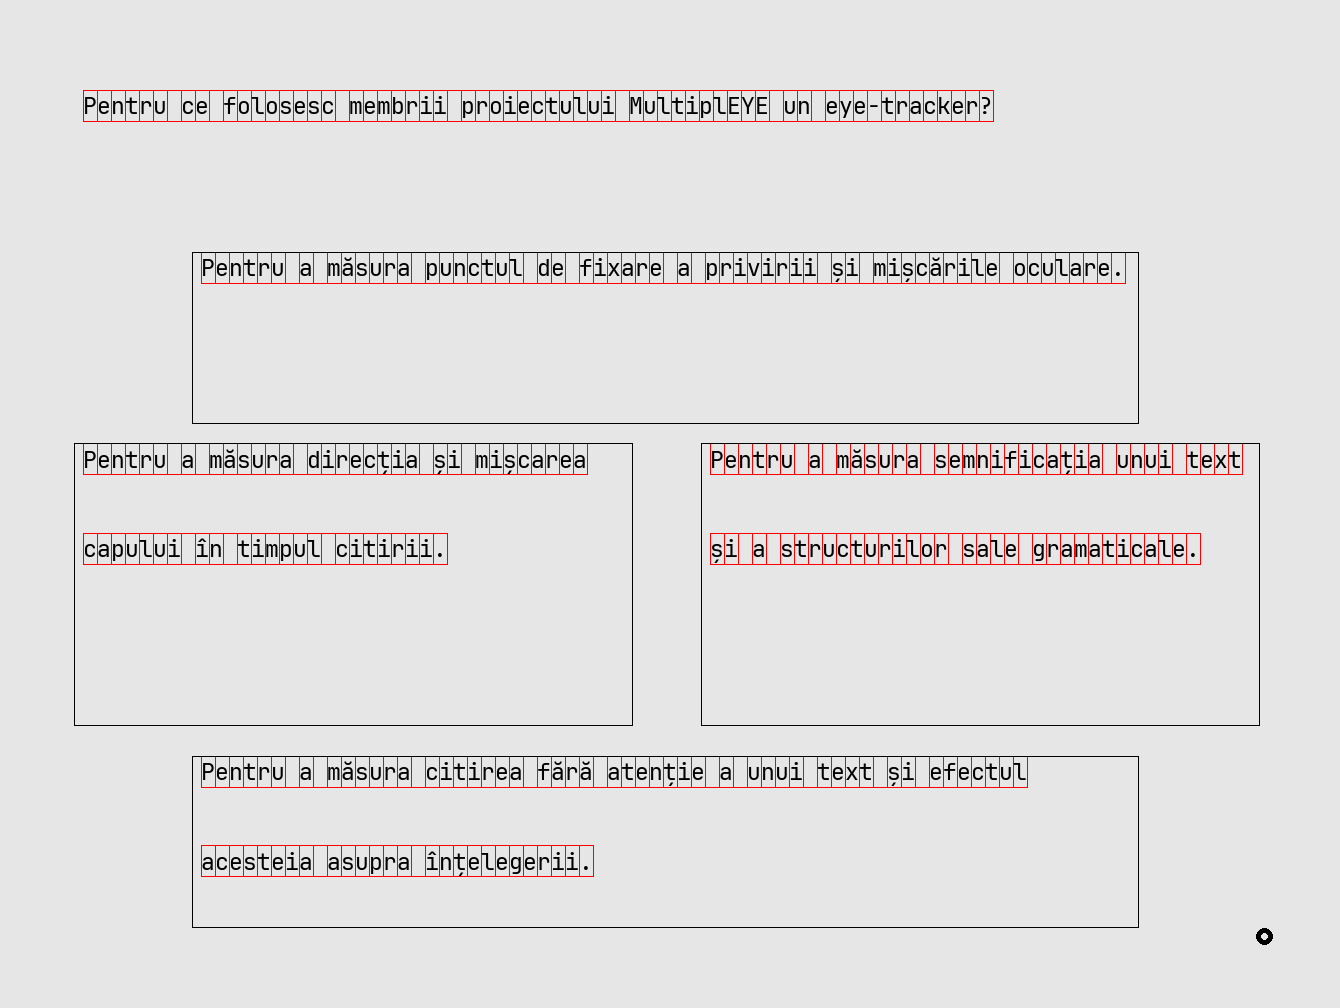 Pentru ce folosesc membrii proiectului MultiplEYE un eye-tracker?
Pentru a măsura punctul de fixare a privirii și mișcările oculare.
Pentru a măsura direcția și mișcarea
capului în timpul citirii.
Pentru a măsura semnificația unui text
și a structurilor sale gramaticale.
Pentru a măsura citirea fără atenție a unui text și efectul
acesteia asupra înțelegerii.